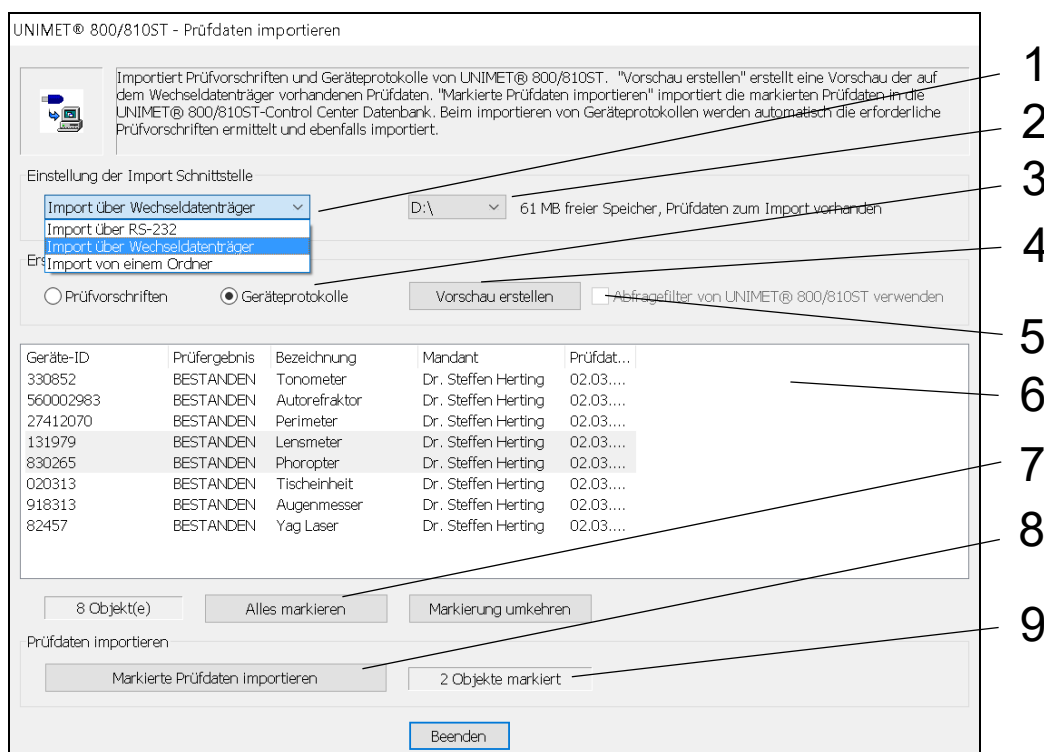 UNIMET® 800/810ST - Prüfdaten importieren
Importiert Prüfvorschriften und Geräteprotokolle von UNIMET® 800/810ST. "Vorschau erstellen" erstellt eine Vorschau der auf
dem Wechseldatenträger vorhandenen Prüfdaten. "Markierte Prüfdaten importieren" importiert die markierten Prüfdaten in die
UNIMET® 800/810ST-Control Center Datenbank. Beim importieren von Geräteprotokollen werden automatisch die erforderliche
Prüfvorschriften ermittelt und ebenfalls importiert.
1
2
Einstellung der Import Schnittstelle
3
Import über Wechseldatenträger D:\ 61 MB freier Speicher, Prüfdaten zum Import vorhanden
Import über RS-232
Import über Wechseldatenträger
4
Import von einem Ordner
Prüfvorschriften Geräteprotokolle Vorschau erstellen Abfragefilter von UNIMET® 800/810ST verwenden
5
Geräte-ID Prüfergebnis Bezeichnung Mandant Prüfdat...
330852 BESTANDEN Tonometer Dr. Steffen Herting 02.03....
6
560002983 BESTANDEN Autorefraktor Dr. Steffen Herting 02.03....
27412070 BESTANDEN Perimeter Dr. Steffen Herting 02.03....
131979 BESTANDEN Lensmeter Dr. Steffen Herting 02.03....
830265 BESTANDEN Phoropter Dr. Steffen Herting 02.03....
7
020313 BESTANDEN Tischeinheit Dr. Steffen Herting 02.03....
918313 BESTANDEN Augenmesser Dr. Steffen Herting 02.03....
82457 BESTANDEN Yag Laser Dr. Steffen Herting 02.03....
8
8 Objekt(e) Alles markieren Markierung umkehren
9
Prüfdaten importieren
Markierte Prüfdaten importieren 2 Objekte markiert
Beenden